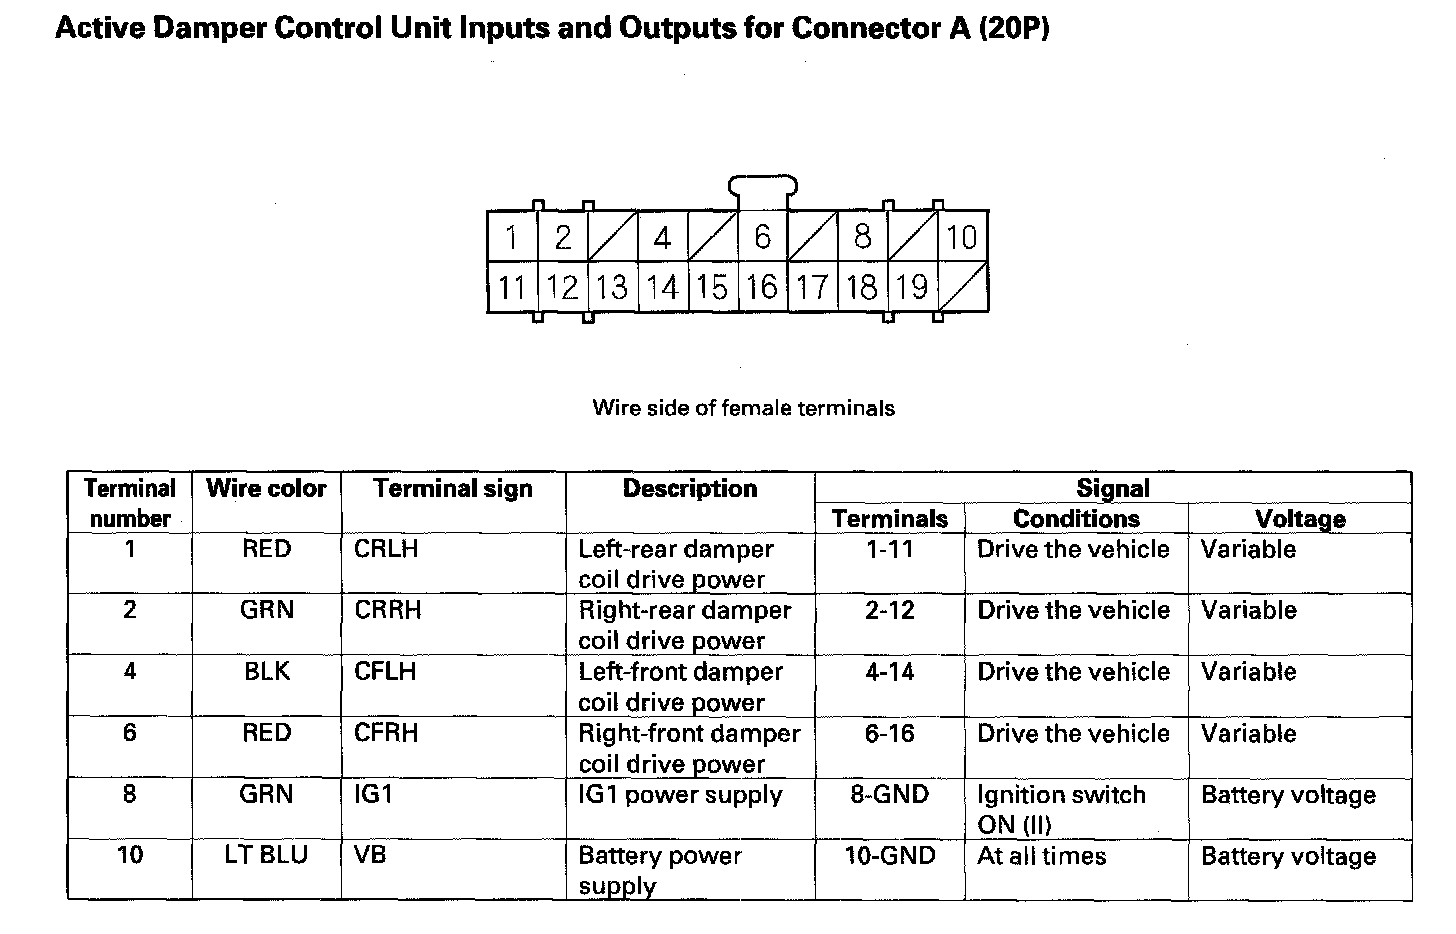 Active Damper Control Unit Inputs and Outputs for Connector A (20P)
1 2 4 6 8 10
11 12 13 14 15 16 17 18 19
Wire side of female terminals
Terminal number Wire color Terminal sign Description Signal
Terminals Conditions Voltage
1 RED CRLH Left-rear damper coil drive power 1-11 Drive the vehicle Variable
2 GRN CRRH Right-rear damper coil drive power 2-12 Drive the vehicle Variable
4 BLK CFLH Left-front damper coil drive power 4-14 Drive the vehicle Variable
6 RED CFRH Right-front damper coil drive power 6-16 Drive the vehicle Variable
8 GRN IG1 IG1 power supply 8-GND Ignition switch ON (II) Battery voltage
10 LT BLU VB Battery power supply 10-GND At all times Battery voltage